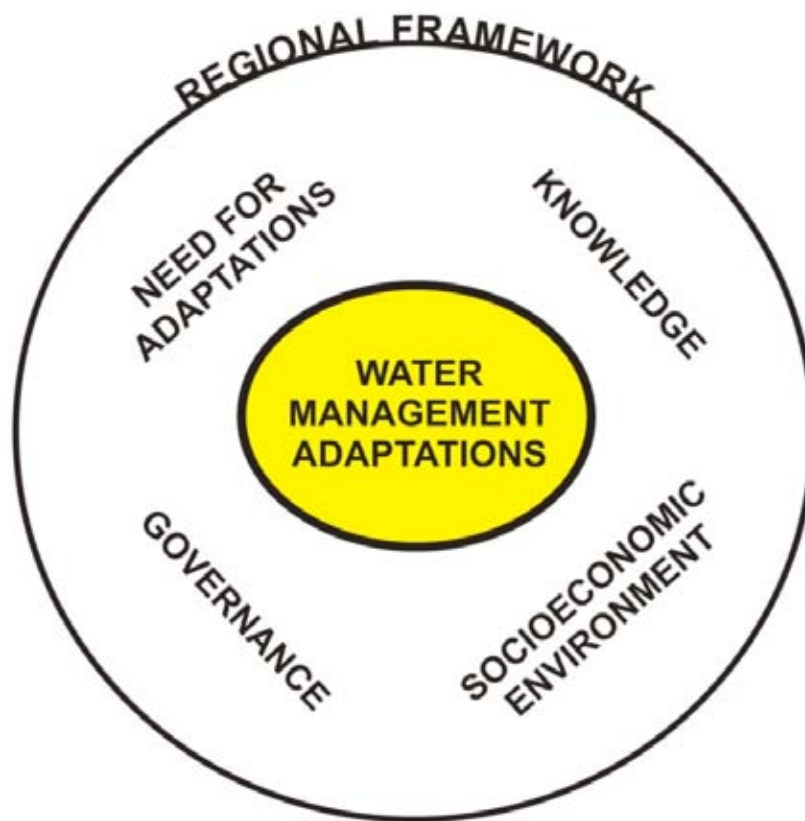 REGIONAL FRAMEWORK
NEED FOR
ADAPTATIONS
KNOWLEDGE
WATER
MANAGEMENT
ADAPTATIONS
GOVERNANCE
SOCIOECONOMIC
ENVIRONMENT